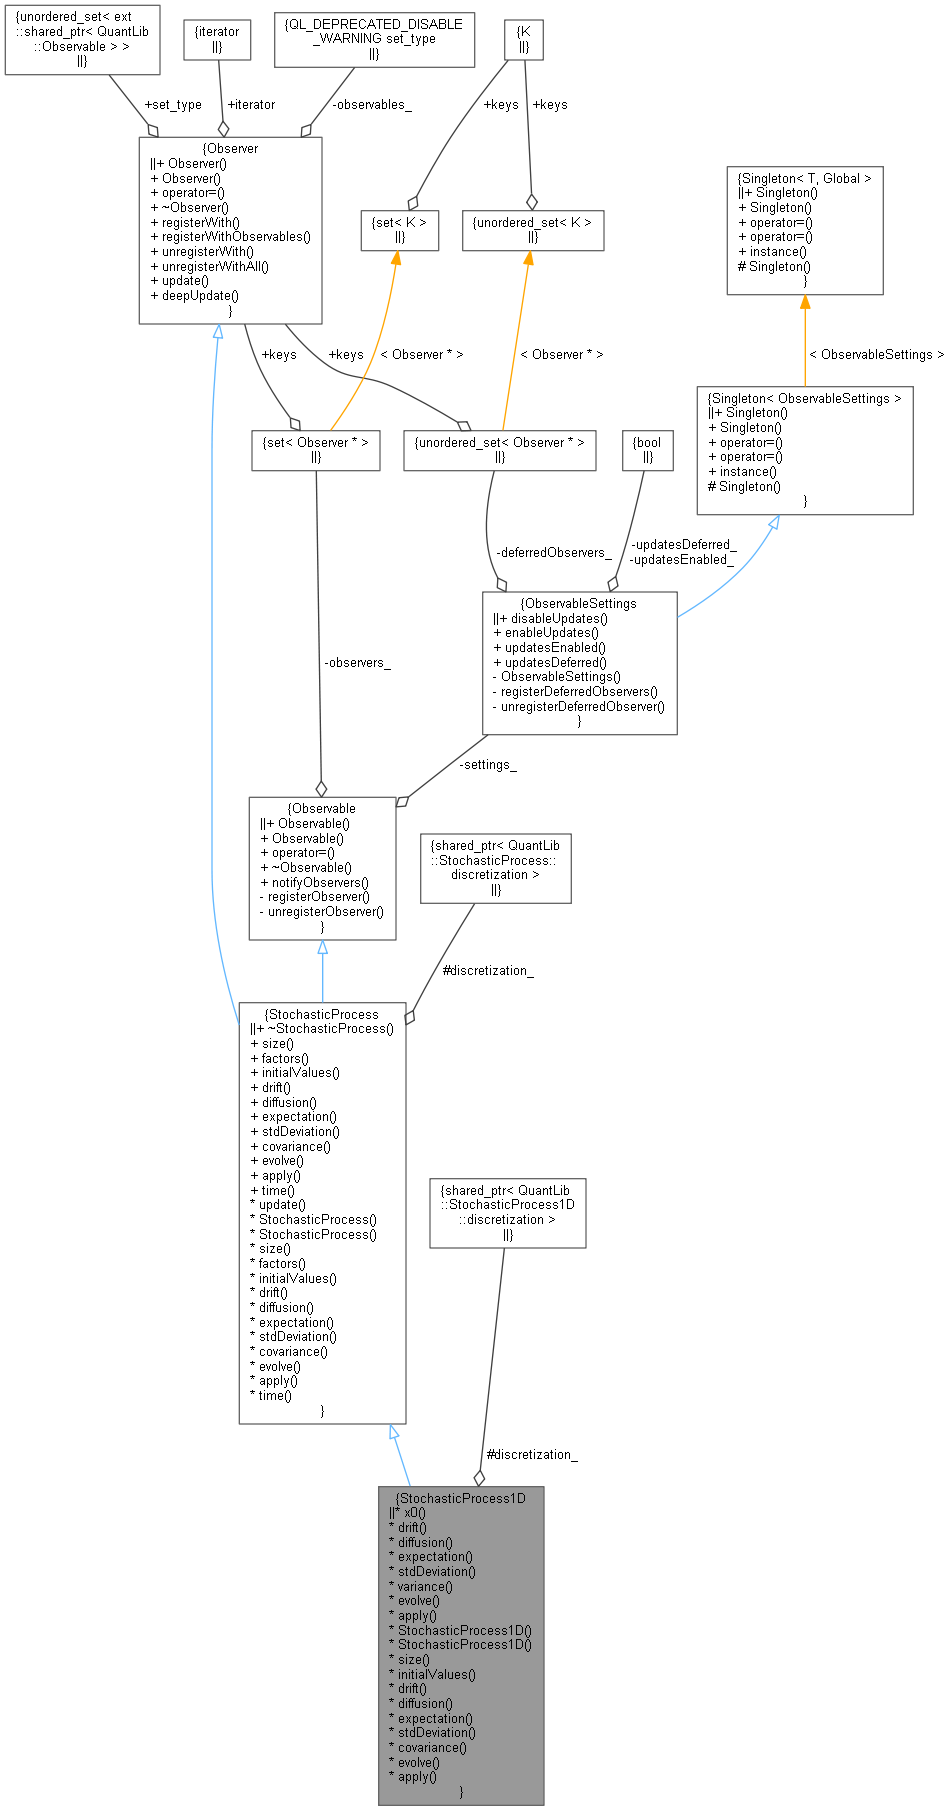 {unordered_set< ext
::shared_ptr< QuantLib
::Observable > >
||}
{iterator
||}
{QL_DEPRECATED_DISABLE
_WARNING set_type
||}
{K
||}
+set_type
+iterator
-observables_
+keys
+keys
{Observer
||+ Observer()
+ Observer()
+ operator=()
+ ~Observer()
+ registerWith()
+ registerWithObservables()
+ unregisterWith()
+ unregisterWithAll()
+ update()
+ deepUpdate()
}
{set< K >
||}
{unordered_set< K >
||}
{Singleton< T, Global >
||+ Singleton()
+ Singleton()
+ operator=()
+ operator=()
+ instance()
# Singleton()
}
+keys
+keys
< Observer * >
< Observer * >
< ObservableSettings >
{set< Observer * >
||}
{unordered_set< Observer * >
||}
{bool
||}
{Singleton< ObservableSettings >
||+ Singleton()
+ Singleton()
+ operator=()
+ operator=()
+ instance()
# Singleton()
}
-deferredObservers_
-updatesDeferred_
-updatesEnabled_
{ObservableSettings
||+ disableUpdates()
+ enableUpdates()
+ updatesEnabled()
+ updatesDeferred()
- ObservableSettings()
- registerDeferredObservers()
- unregisterDeferredObserver()
}
-observers_
-settings_
{Observable
||+ Observable()
+ Observable()
+ operator=()
+ ~Observable()
+ notifyObservers()
- registerObserver()
- unregisterObserver()
}
{shared_ptr< QuantLib
::StochasticProcess::
discretization >
||}
#discretization_
{StochasticProcess
||+ ~StochasticProcess()
+ size()
+ factors()
+ initialValues()
+ drift()
+ diffusion()
+ expectation()
+ stdDeviation()
+ covariance()
+ evolve()
+ apply()
+ time()
* update()
* StochasticProcess()
* StochasticProcess()
* size()
* factors()
* initialValues()
* drift()
* diffusion()
* expectation()
* stdDeviation()
* covariance()
* evolve()
* apply()
* time()
}
{shared_ptr< QuantLib
::StochasticProcess1D
::discretization >
||}
#discretization_
{StochasticProcess1D
||* x0()
* drift()
* diffusion()
* expectation()
* stdDeviation()
* variance()
* evolve()
* apply()
* StochasticProcess1D()
* StochasticProcess1D()
* size()
* initialValues()
* drift()
* diffusion()
* expectation()
* stdDeviation()
* covariance()
* evolve()
* apply()
}